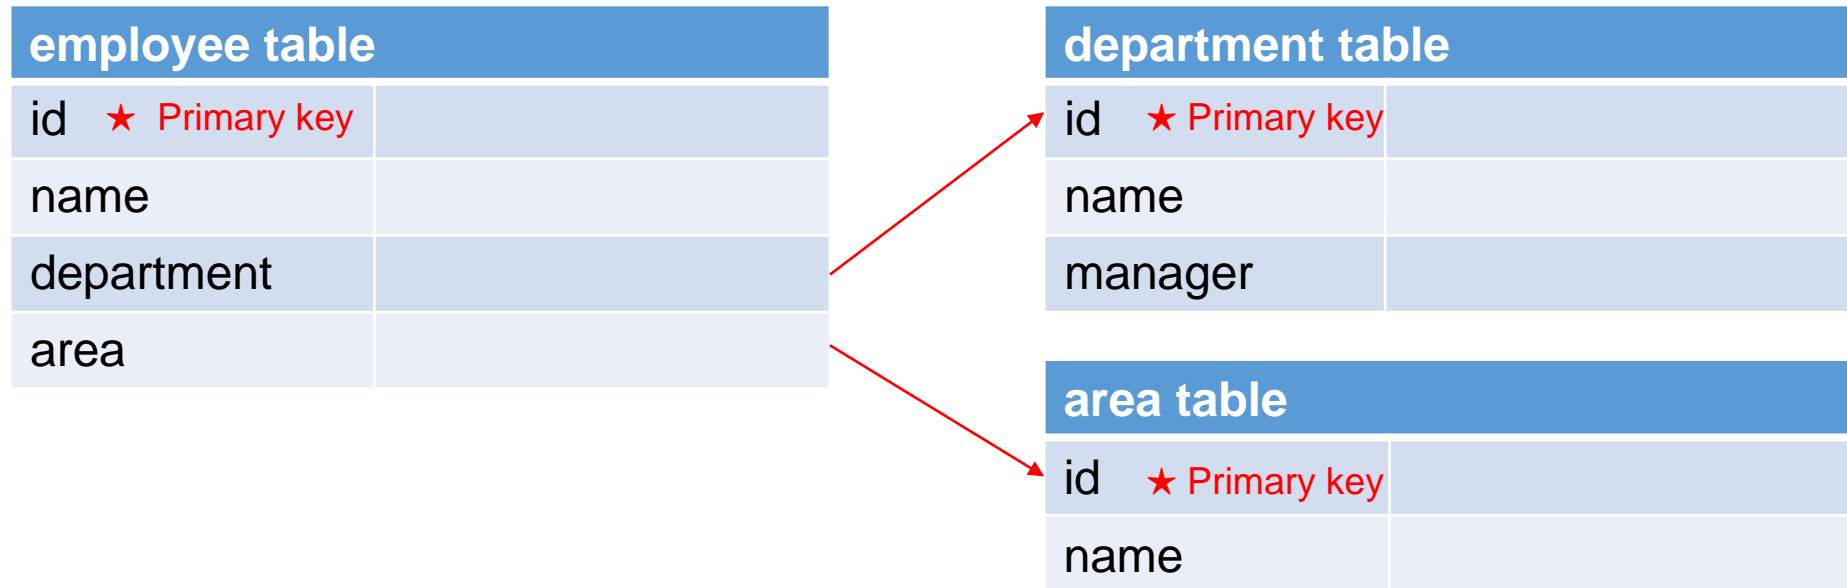 employee table
id ★ Primary key
name
department
area
department table
id ★ Primary key
name
manager
area table
id ★ Primary key
name